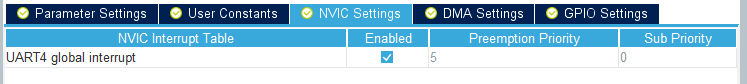 Parameter Settings User Constants NVIC Settings DMA Settings GPIO Settings
NVIC Interrupt Table Enabled Preemption Priority Sub Priority
UART4 global interrupt 5 0